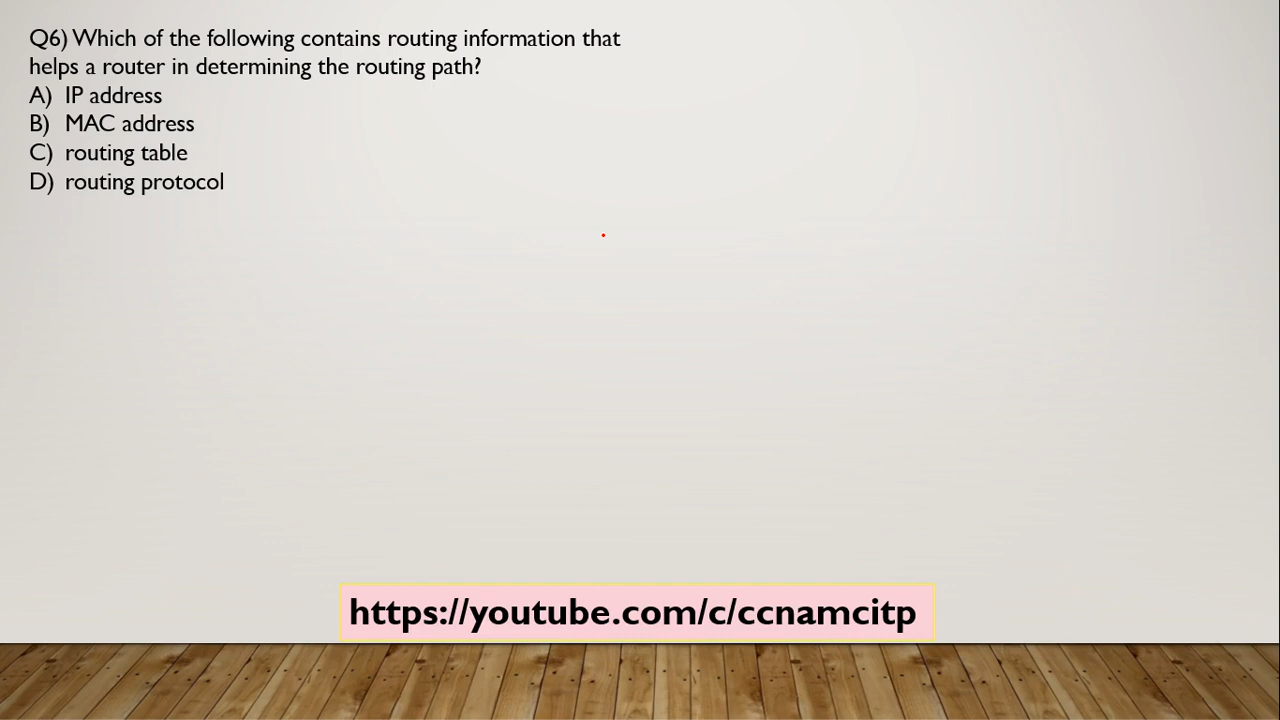 Q6) Which of the following contains routing information that
helps a router in determining the routing path?
A) IP address
B) MAC address
C) routing table
D) routing protocol
https://youtube.com/c/ccnamcitp